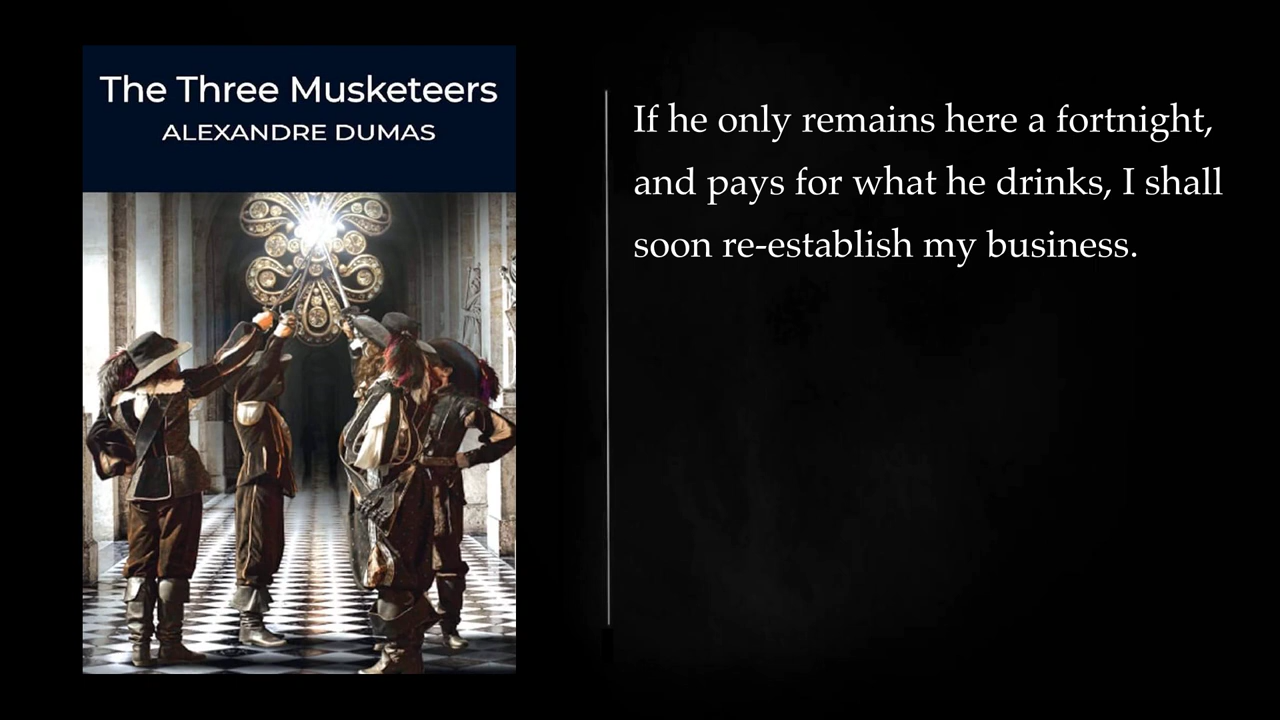 The Three Musketeers
ALEXANDRE DUMAS
If he only remains here a fortnight,
and pays for what he drinks, I shall
soon re-establish my business.